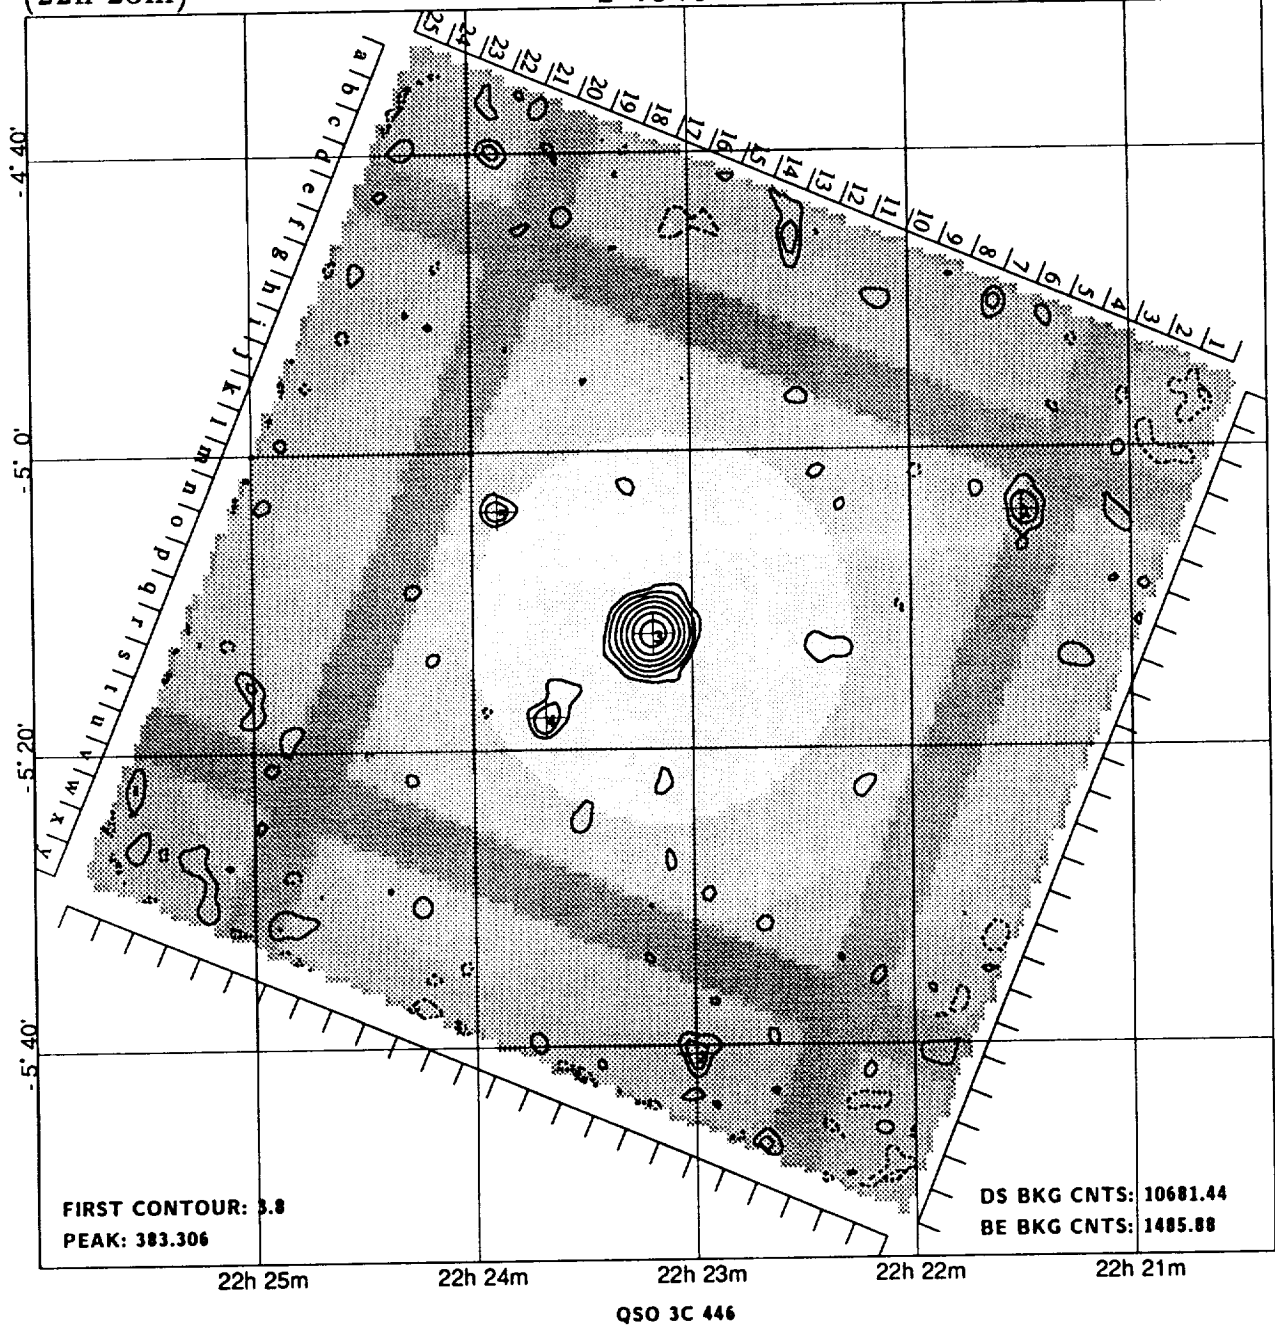 25 24 23 22 21 20 19 18 17 16 15 14 13 12 11 10 9 8 7 6 5 4 3 2 1
a b c d e f g h i j k l m n o p q r s t u v w x y
-4° 40'
-5° 0'
-5° 20'
-5° 40'
3
FIRST CONTOUR: 3.8
PEAK: 383.306
DS BKG CNTS: 10681.44
BE BKG CNTS: 1485.88
22h 25m 22h 24m 22h 23m 22h 22m 22h 21m
QSO 3C 446